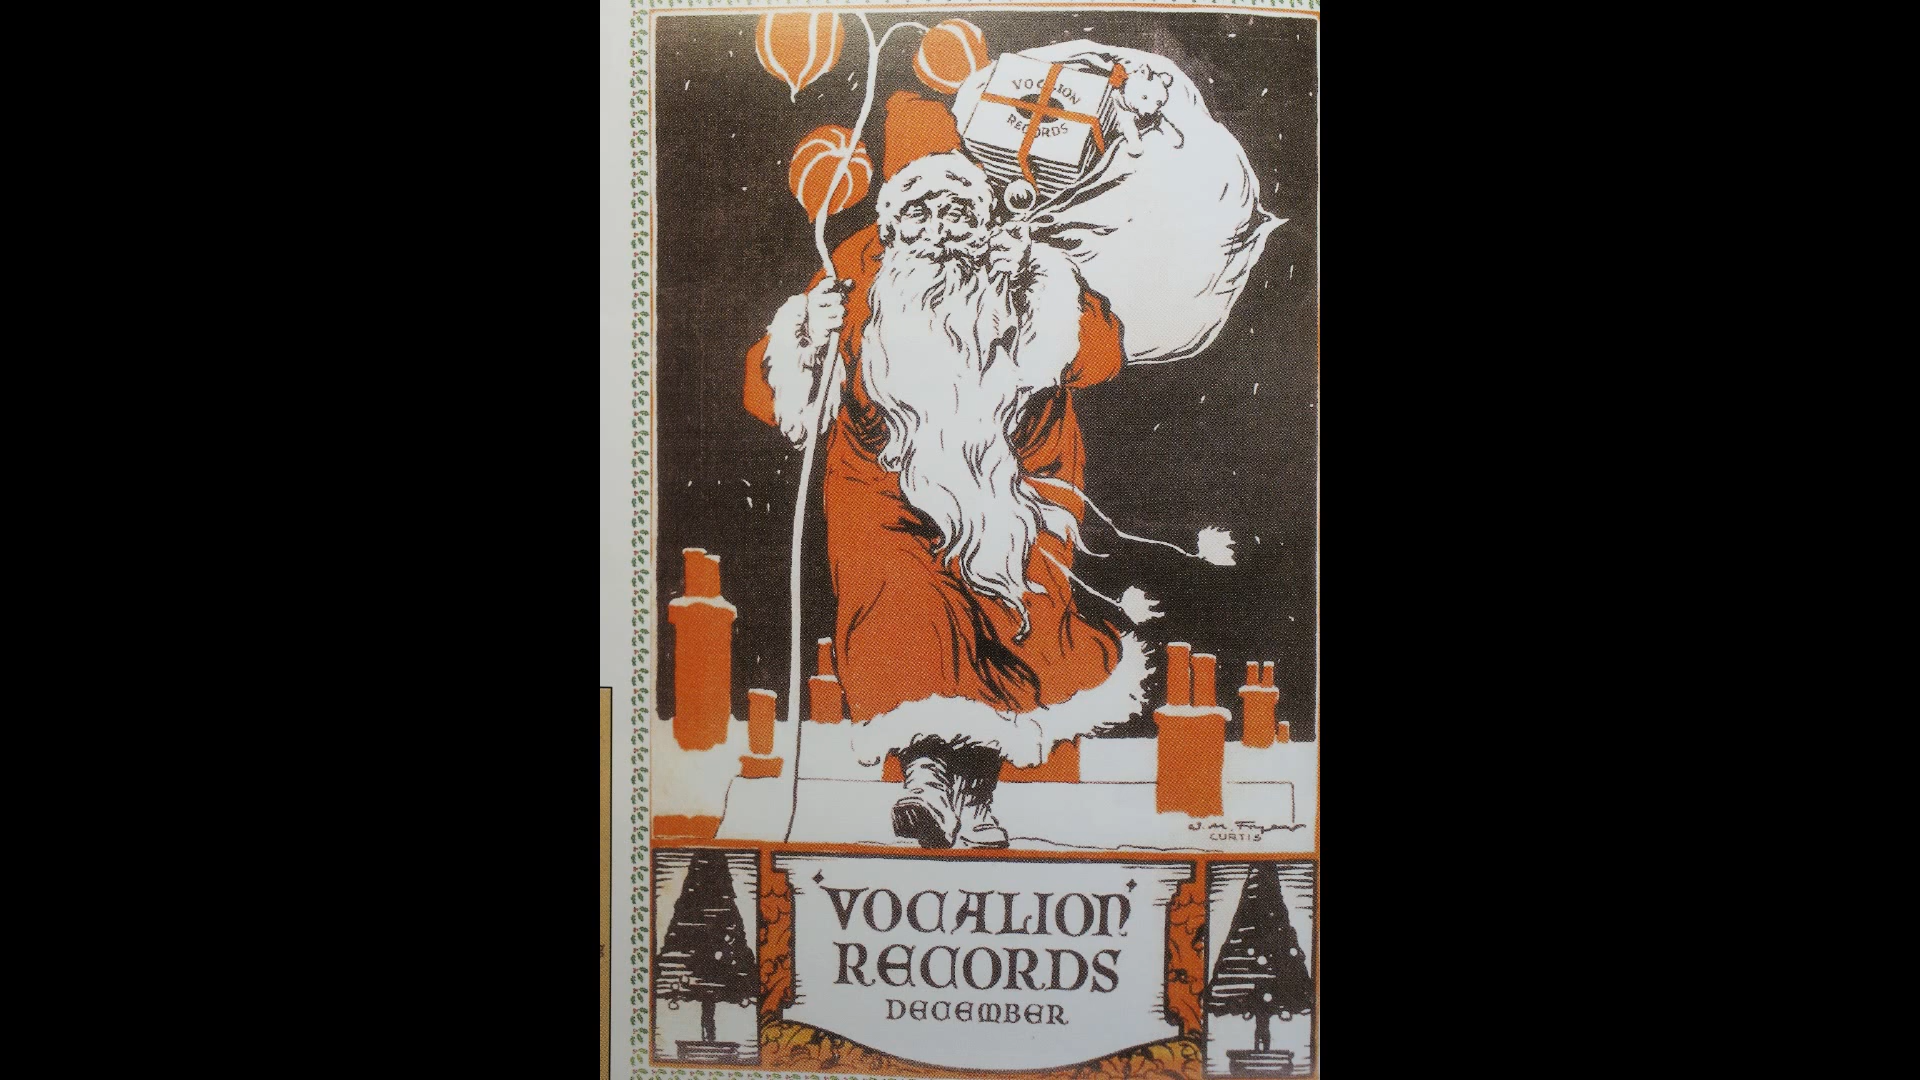 VOCALION
RECORDS
CURTIS
'VOCALION'
RECORDS
DECEMBER